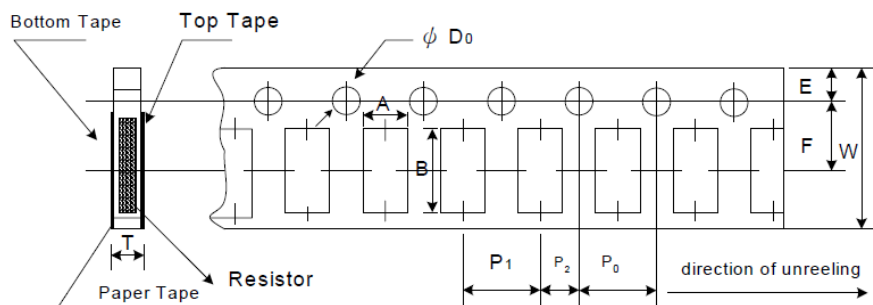 Bottom Tape
Top Tape
ϕ D0
A
B
E
F
W
T
Resistor
Paper Tape
P1
P2
P0
direction of unreeling